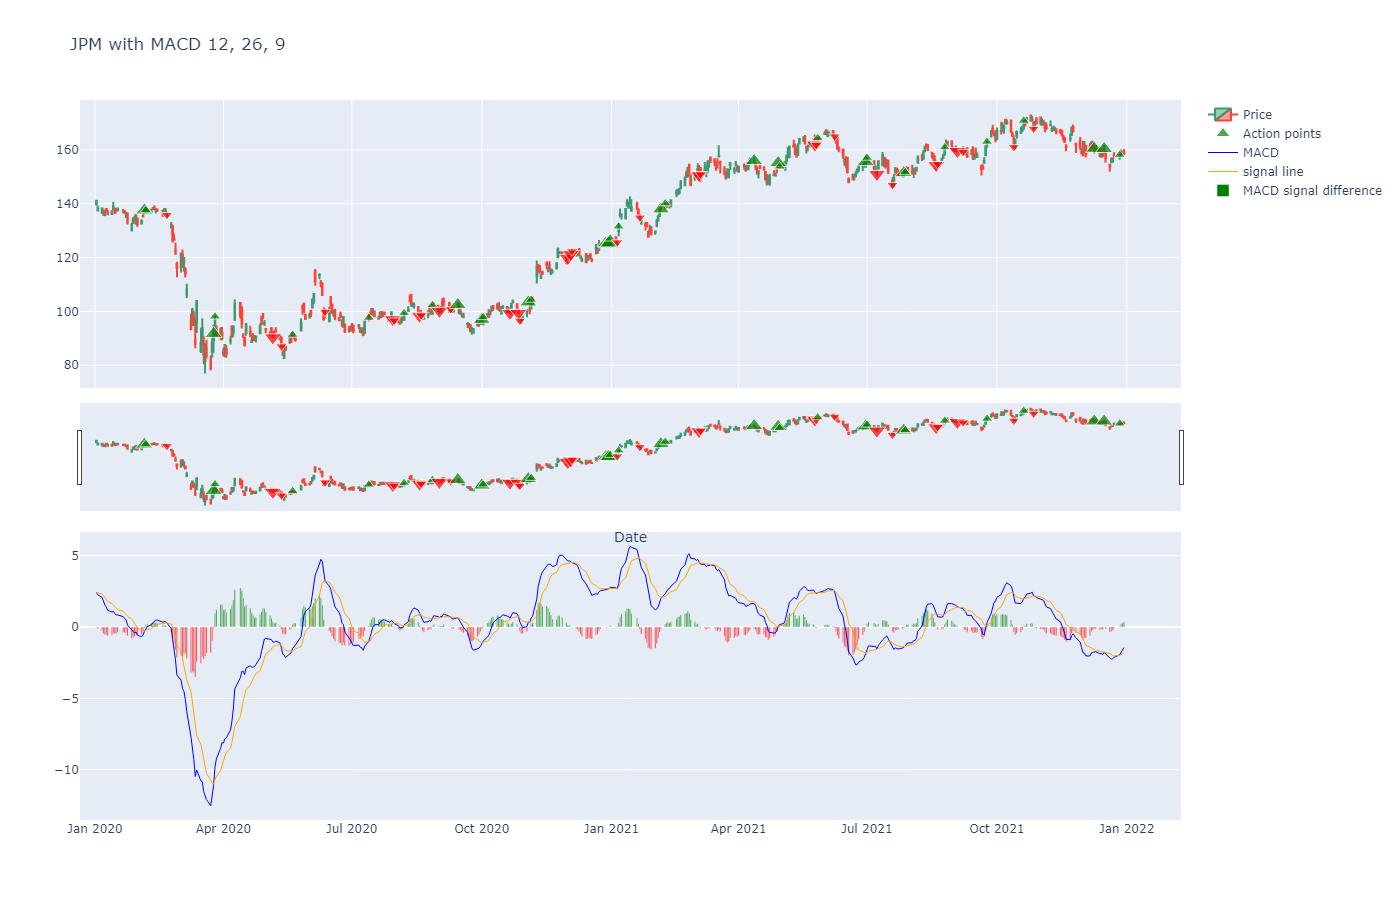 JPM with MACD 12, 26, 9
Price
Action points
MACD
signal line
MACD signal difference
160
140
120
100
80
Date
5
0
−5
−10
Jan 2020 Apr 2020 Jul 2020 Oct 2020 Jan 2021 Apr 2021 Jul 2021 Oct 2021 Jan 2022